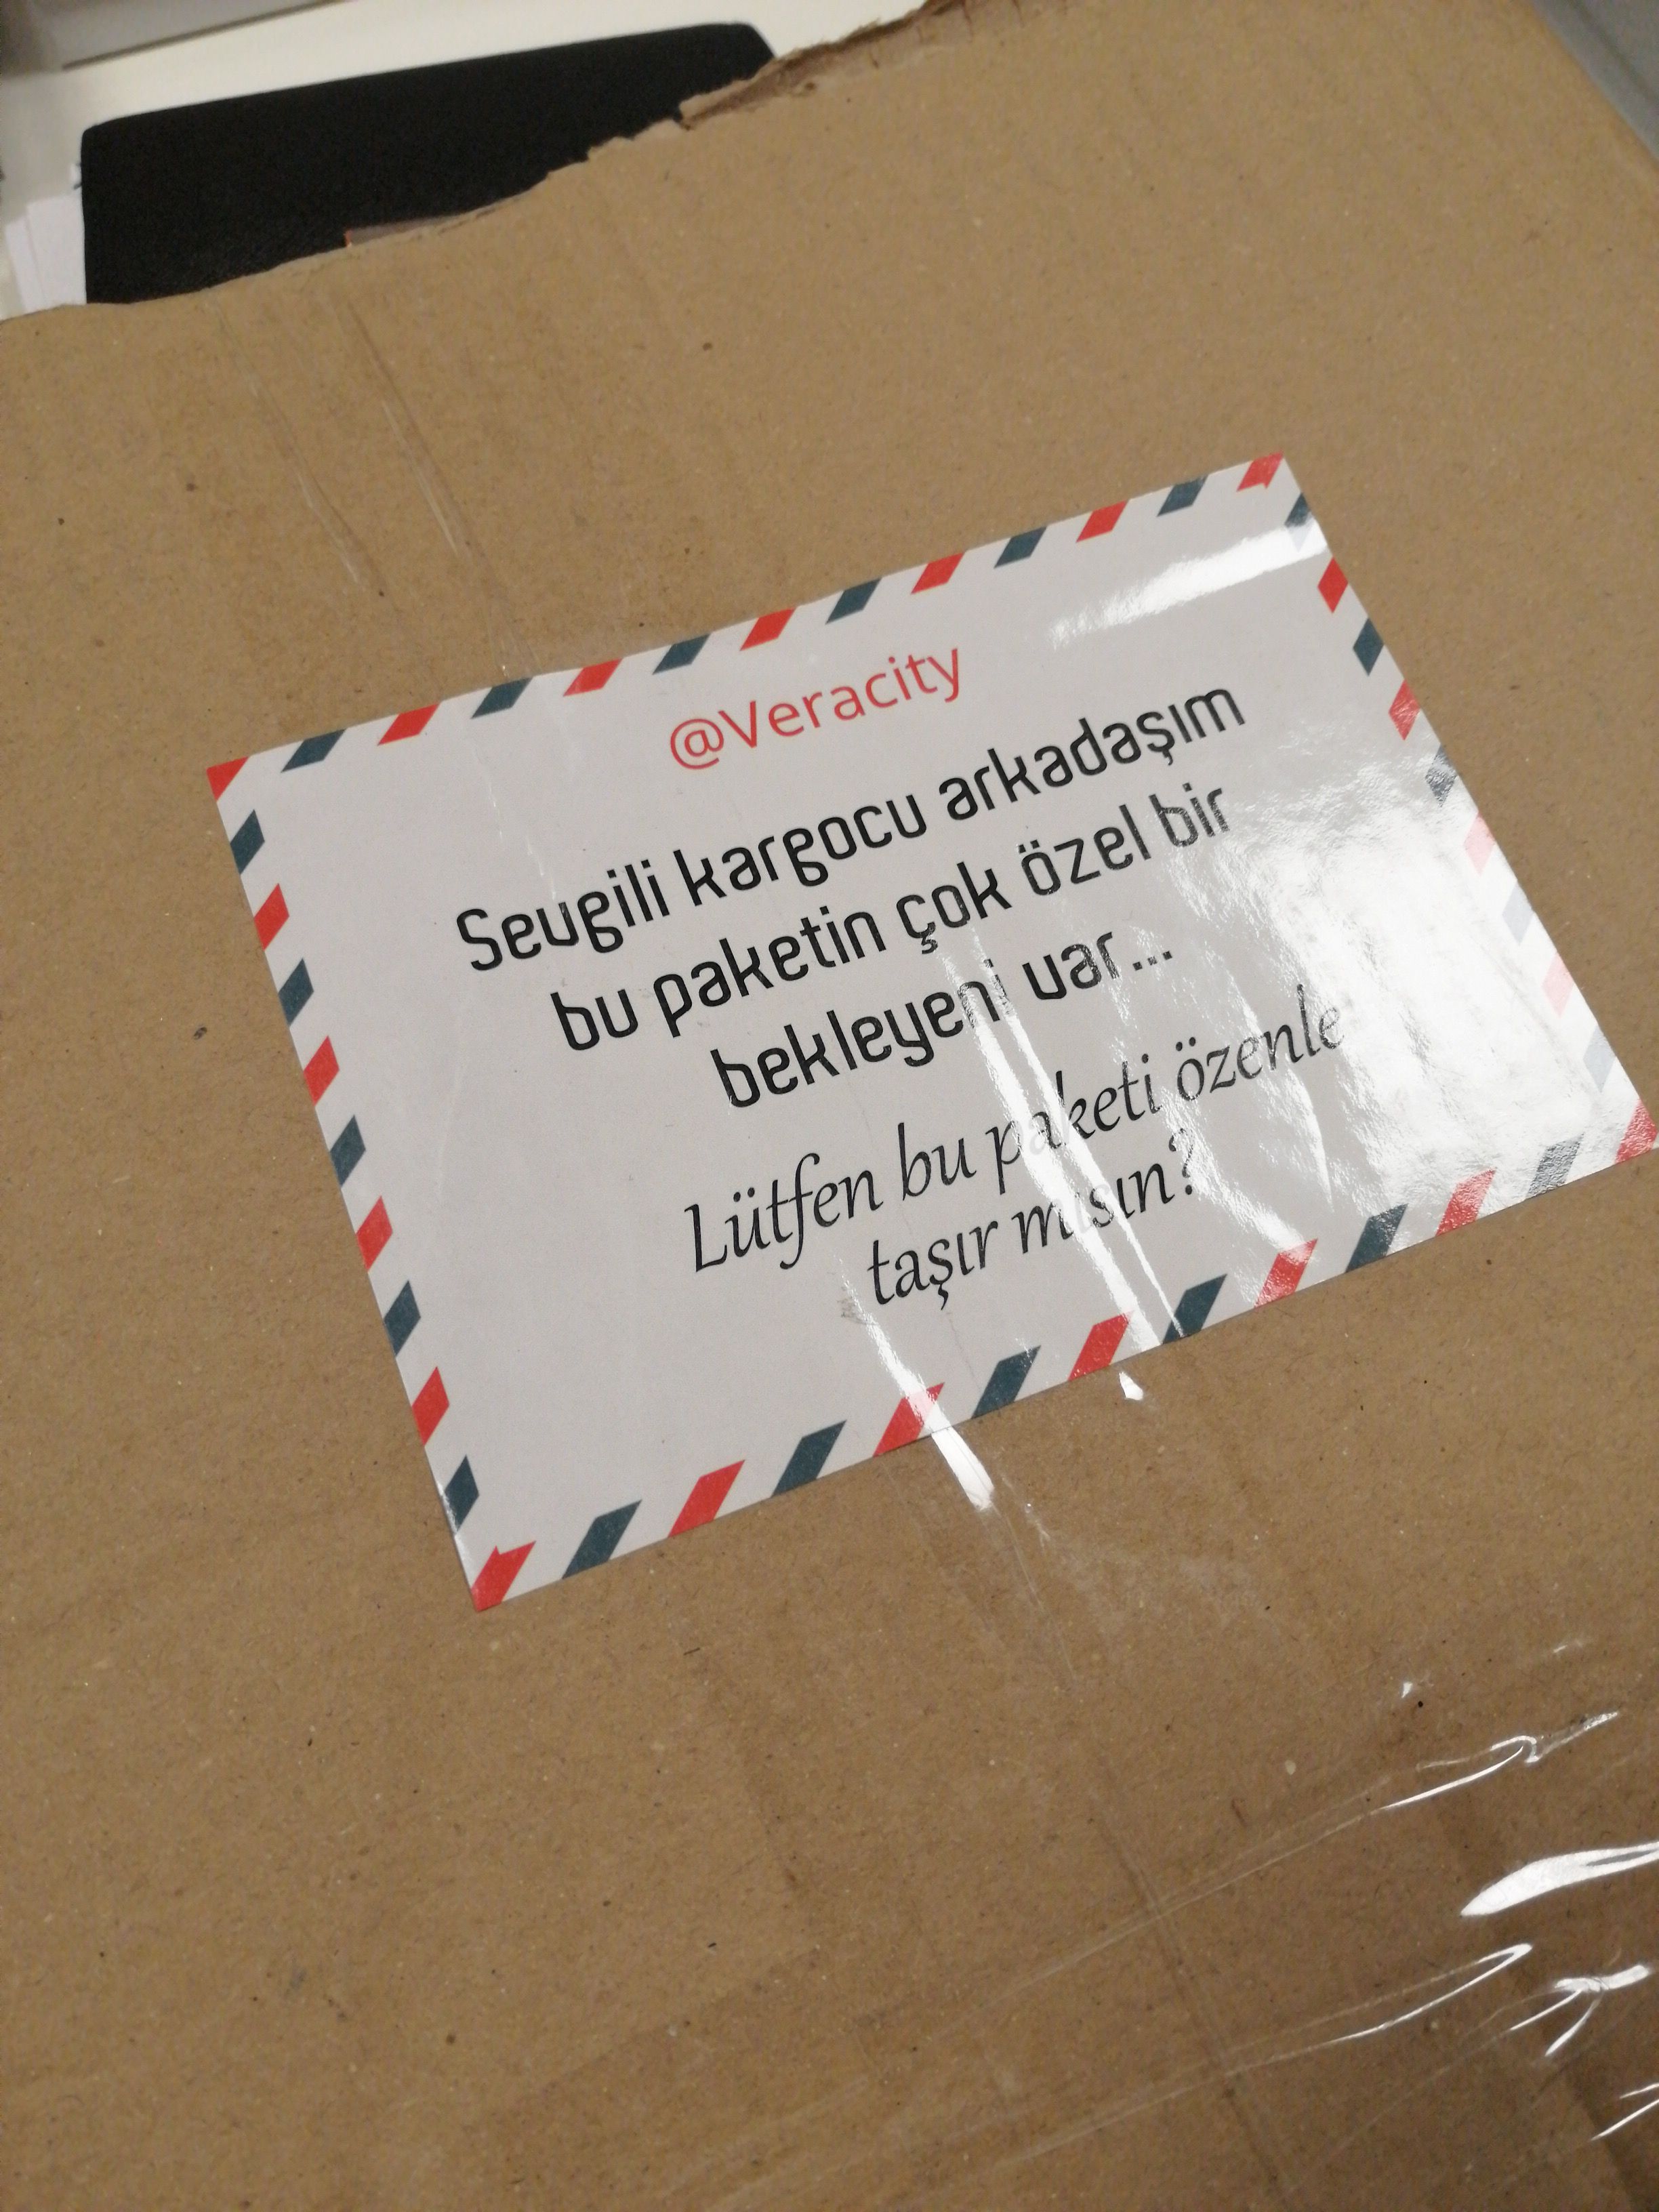 @Veracity
Sevgili kargocu arkadaşım
bu paketin çok özel bir
bekleyeni var...
Lütfen bu paketi özenle
taşır mısın?